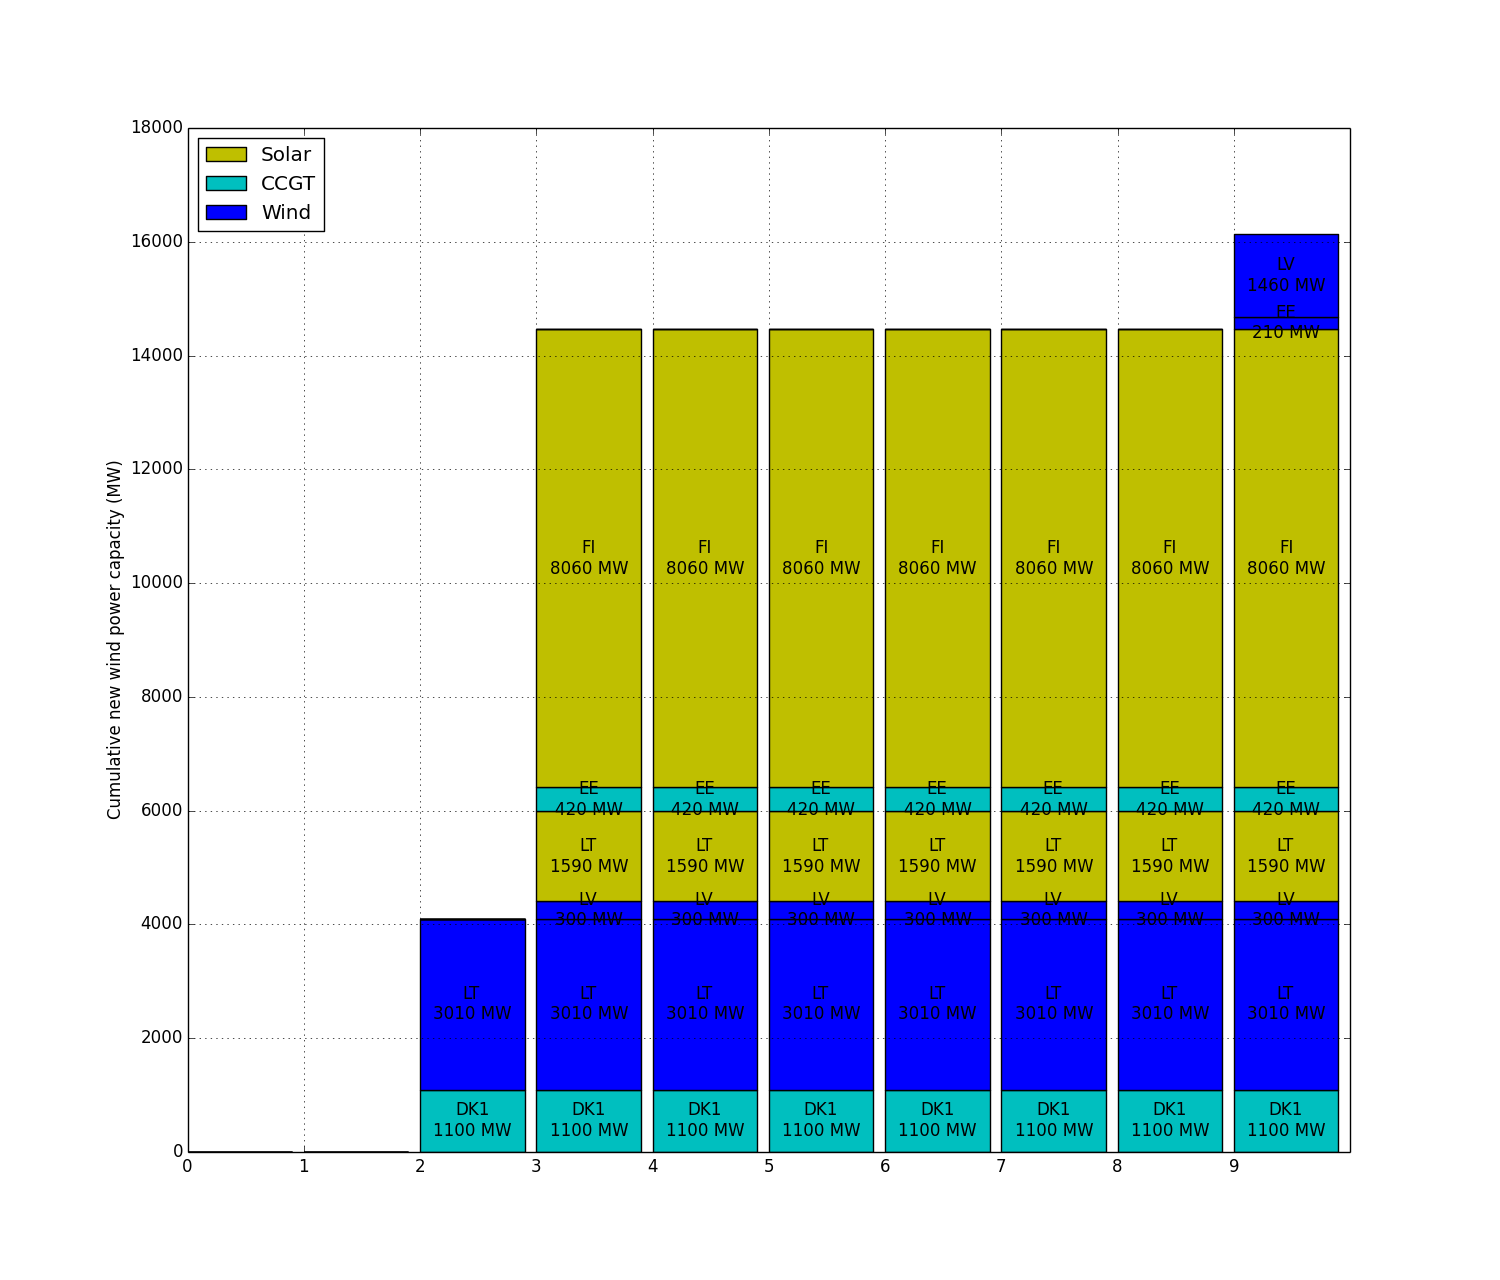 Solar
CCGT
Wind
Cumulative new wind power capacity (MW)
18000
16000
14000
12000
10000
8000
6000
4000
2000
0
LV
1460 MW
EE
210 MW
FI
8060 MW
FI
8060 MW
FI
8060 MW
FI
8060 MW
FI
8060 MW
FI
8060 MW
FI
8060 MW
EE
420 MW
EE
420 MW
EE
420 MW
EE
420 MW
EE
420 MW
EE
420 MW
EE
420 MW
LT
1590 MW
LT
1590 MW
LT
1590 MW
LT
1590 MW
LT
1590 MW
LT
1590 MW
LT
1590 MW
LV
300 MW
LV
300 MW
LV
300 MW
LV
300 MW
LV
300 MW
LV
300 MW
LV
300 MW
LT
3010 MW
LT
3010 MW
LT
3010 MW
LT
3010 MW
LT
3010 MW
LT
3010 MW
LT
3010 MW
LT
3010 MW
DK1
1100 MW
DK1
1100 MW
DK1
1100 MW
DK1
1100 MW
DK1
1100 MW
DK1
1100 MW
DK1
1100 MW
DK1
1100 MW
0 1 2 3 4 5 6 7 8 9